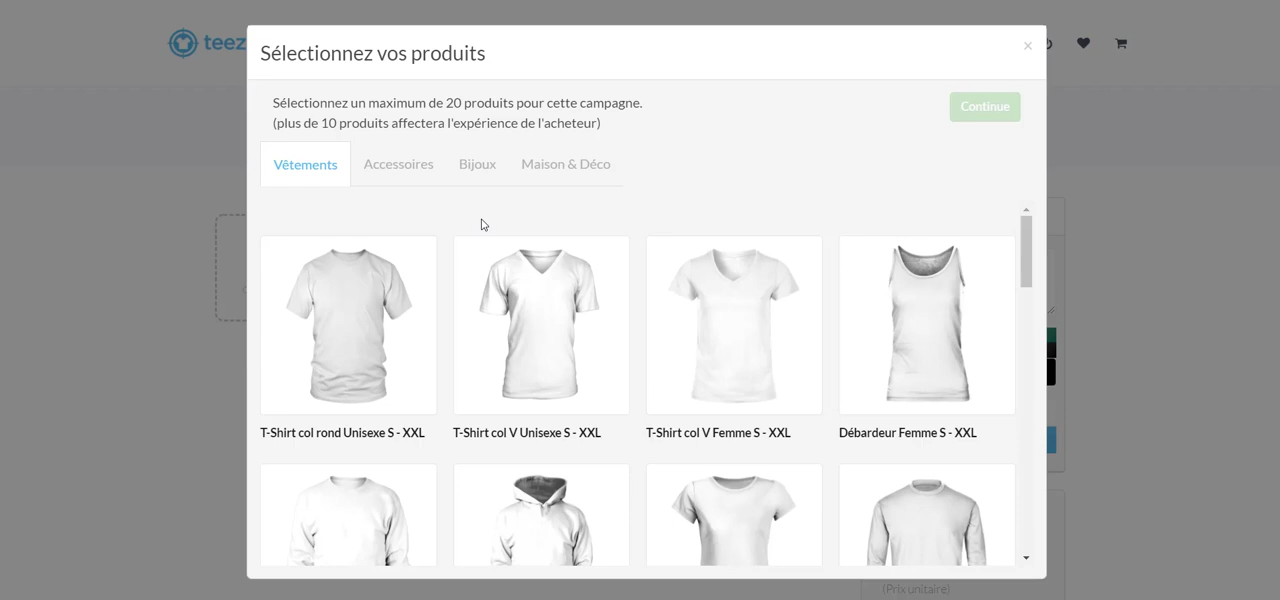 teez
Sélectionnez vos produits
×
Sélectionnez un maximum de 20 produits pour cette campagne.
(plus de 10 produits affectera l'expérience de l'acheteur)
Continue
Vêtements
Accessoires
Bijoux
Maison & Déco
T-Shirt col rond Unisexe S - XXL
T-Shirt col V Unisexe S - XXL
T-Shirt col V Femme S - XXL
Débardeur Femme S - XXL
(Prix unitaire)